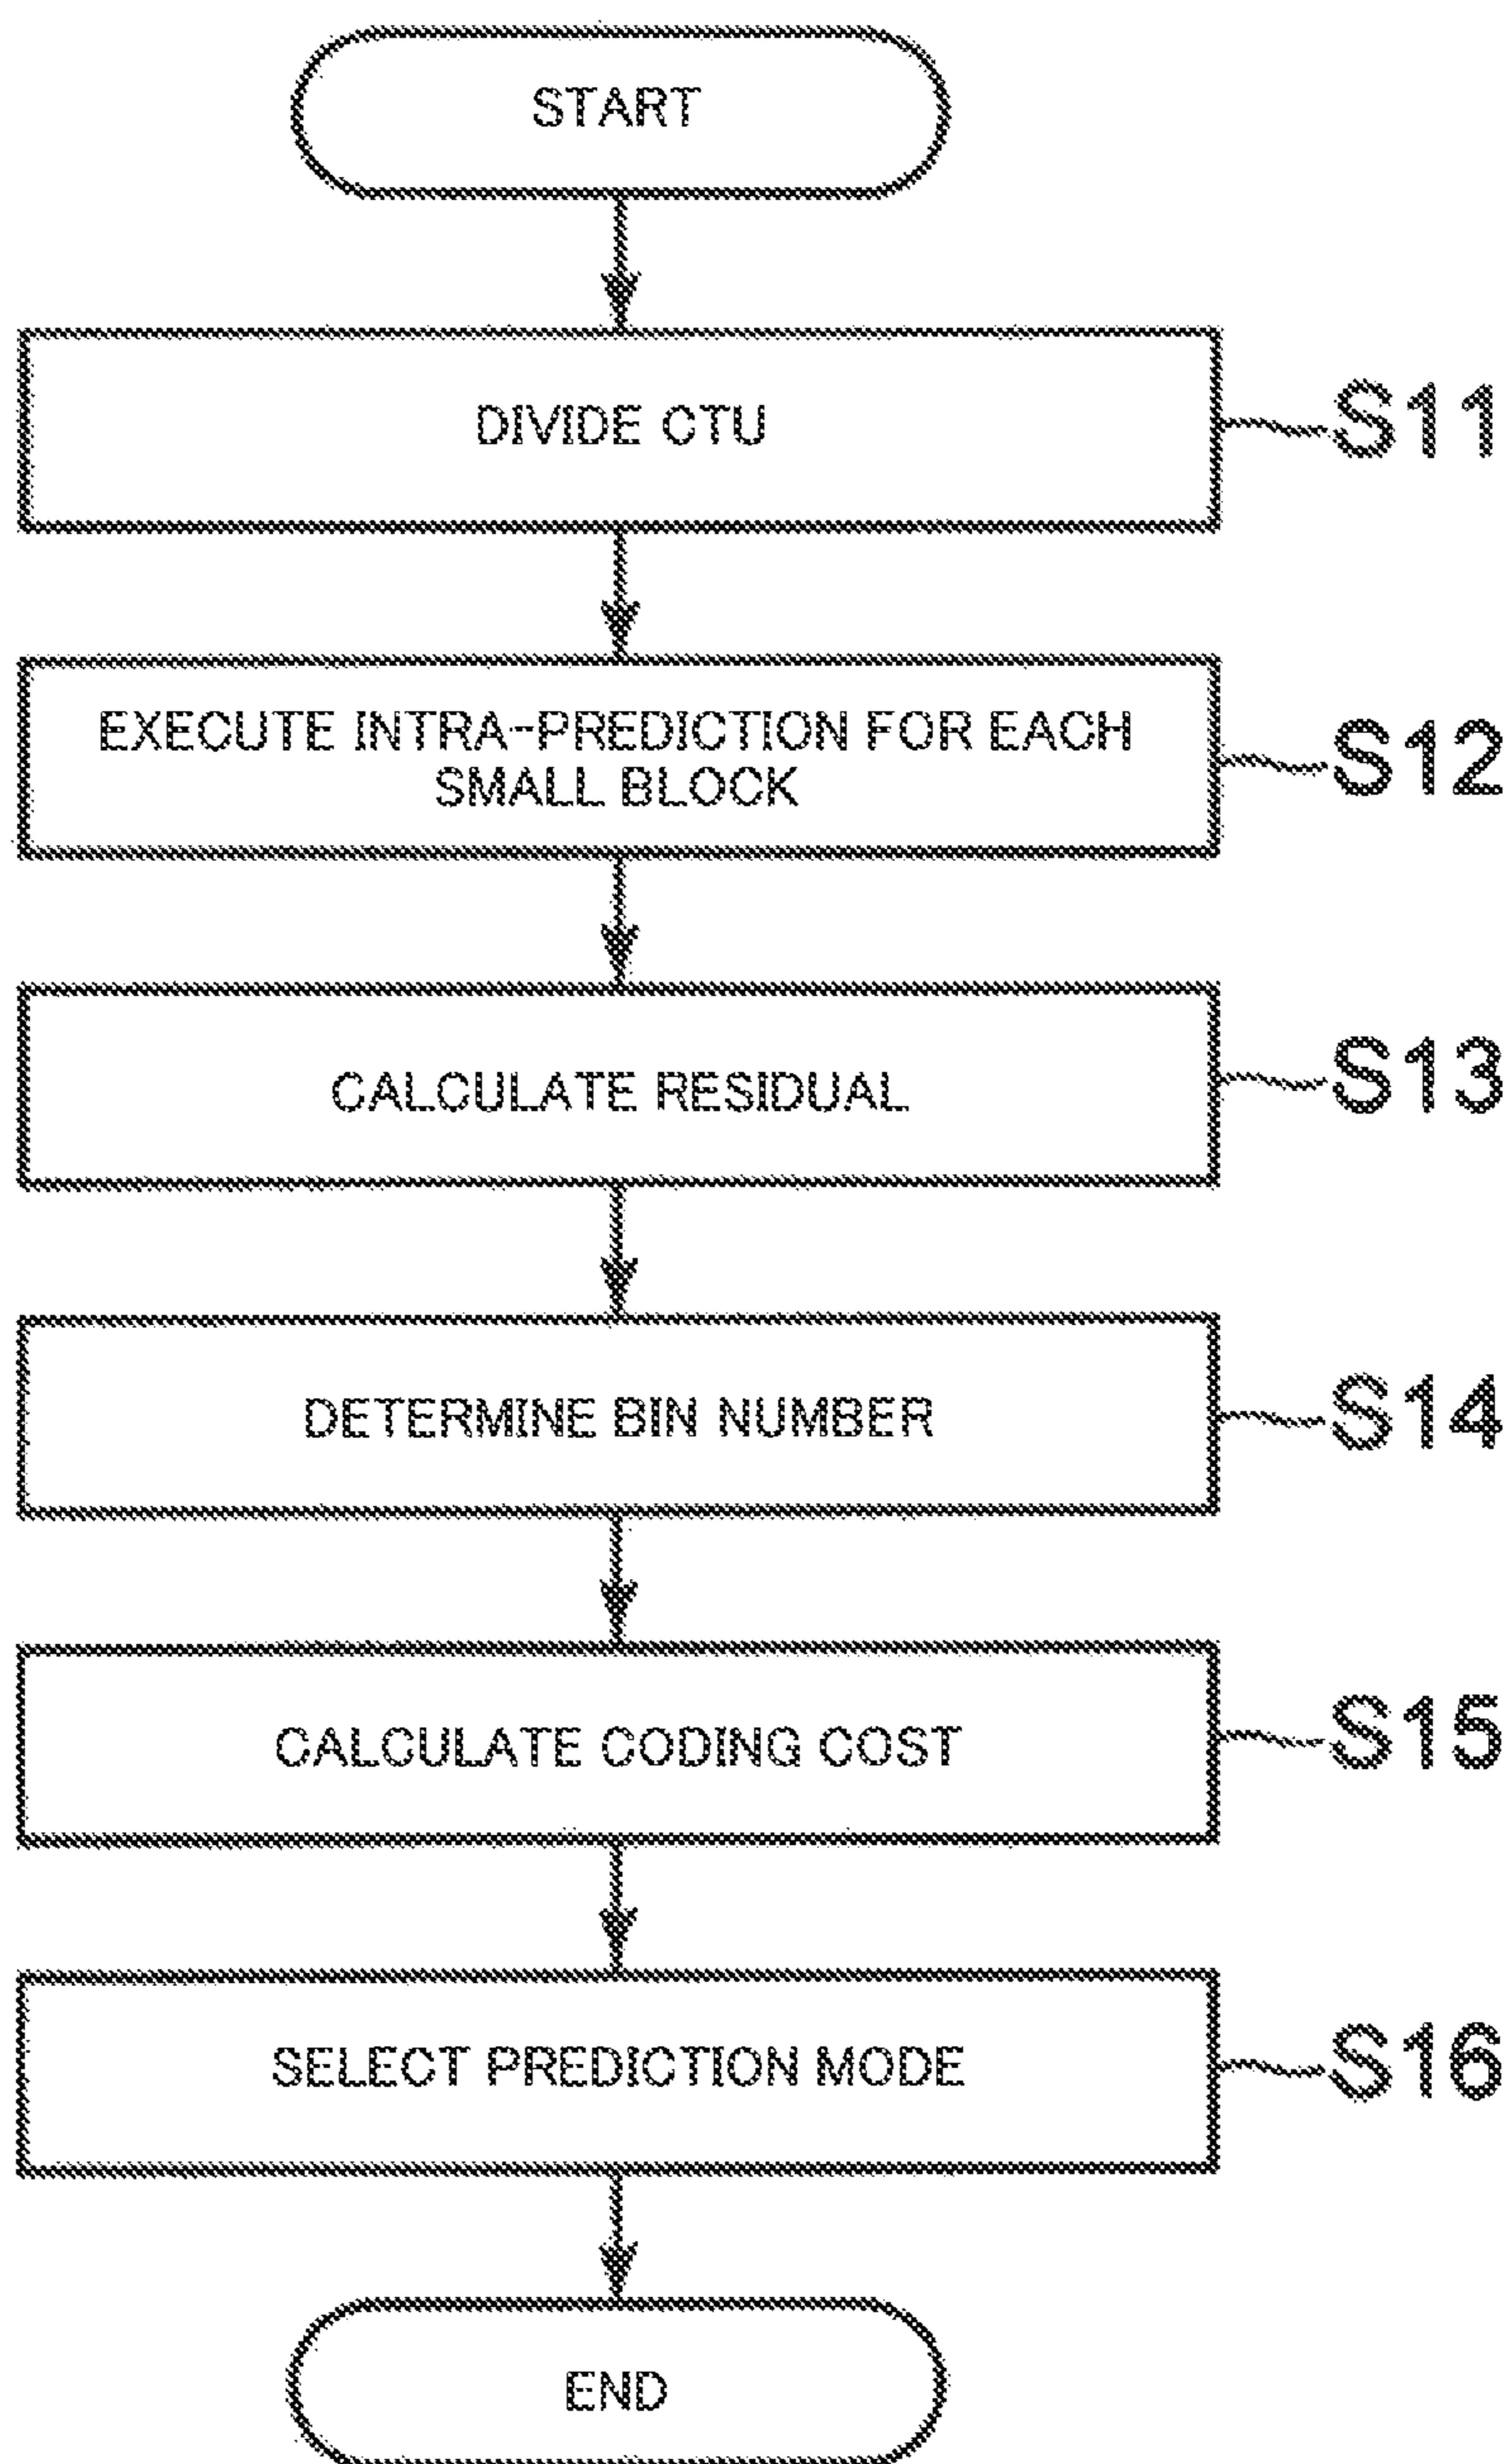 START
DIVIDE CTU
S11
EXECUTE INTRA-PREDICTION FOR EACH
SMALL BLOCK
S12
CALCULATE RESIDUAL
S13
DETERMINE BIN NUMBER
S14
CALCULATE CODING COST
S15
SELECT PREDICTION MODE
S16
END